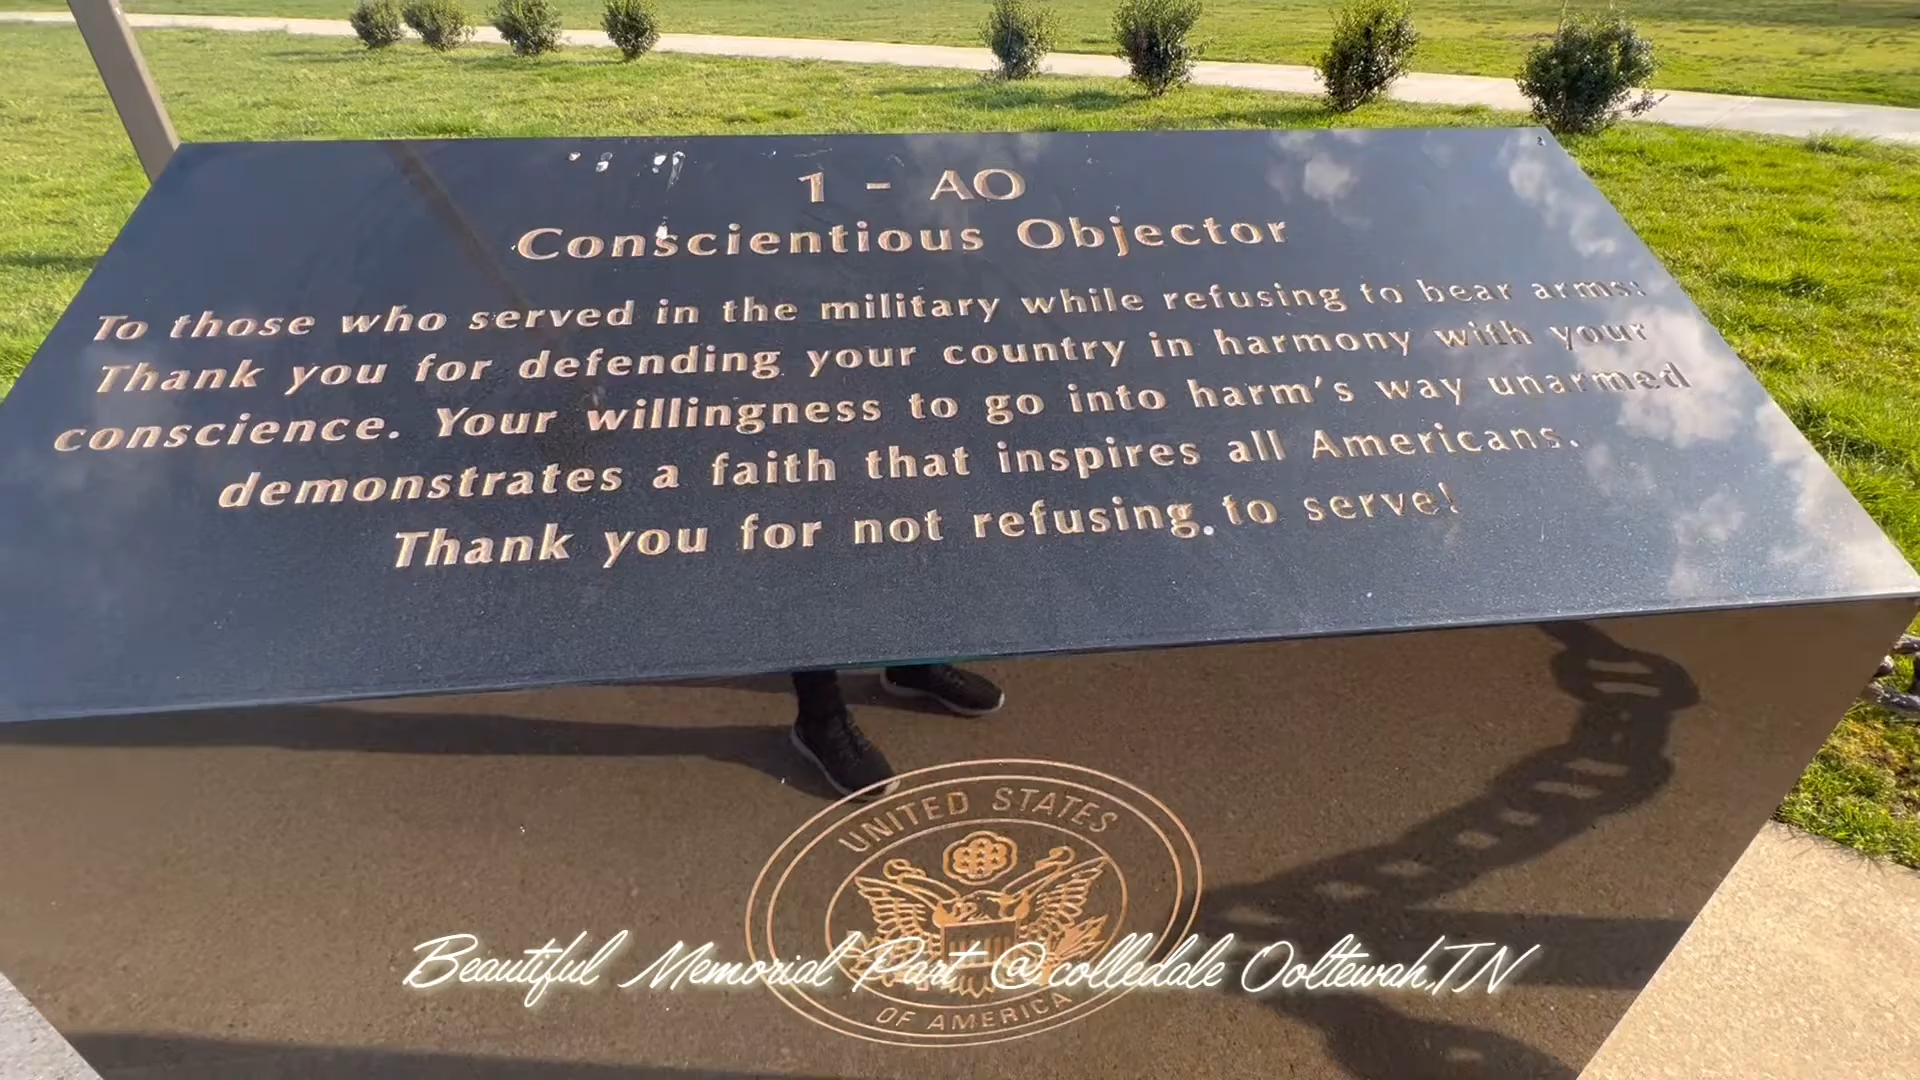 1 - AO
Conscientious Objector
To those who served in the military while refusing to bear arms:
Thank you for defending your country in harmony with your
conscience. Your willingness to go into harm's way unarmed
demonstrates a faith that inspires all Americans.
Thank you for not refusing to serve!
UNITED STATES
OF AMERICA
Beautiful Memorial Part @colledale Ooltewah,TN